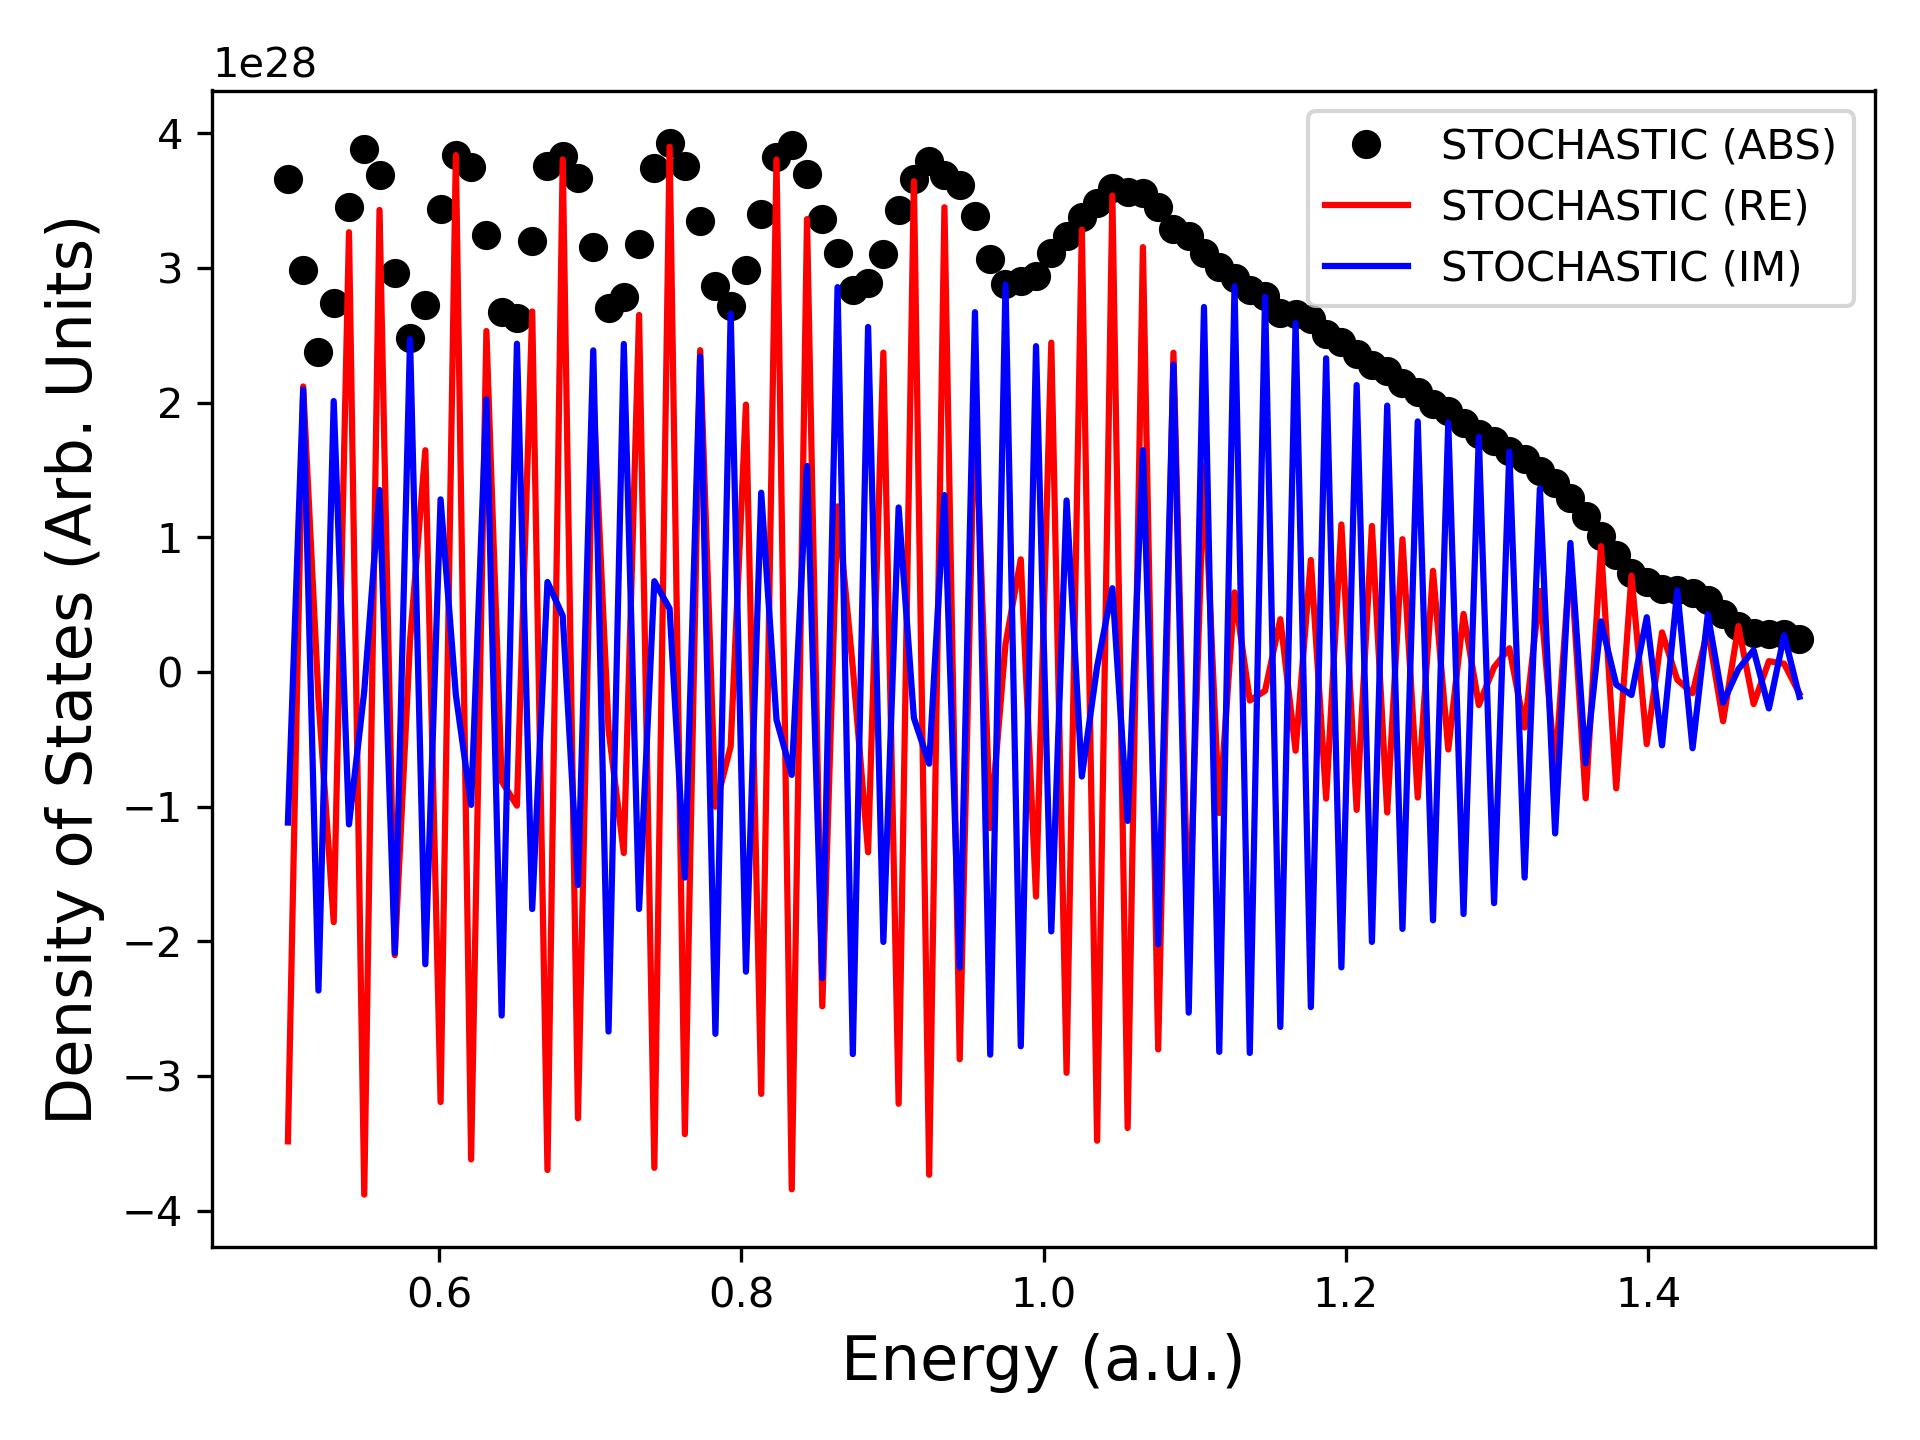 1e28
Density of States (Arb. Units)
4
3
2
1
0
−1
−2
−3
−4
STOCHASTIC (ABS)
STOCHASTIC (RE)
STOCHASTIC (IM)
0.6 0.8 1.0 1.2 1.4
Energy (a.u.)